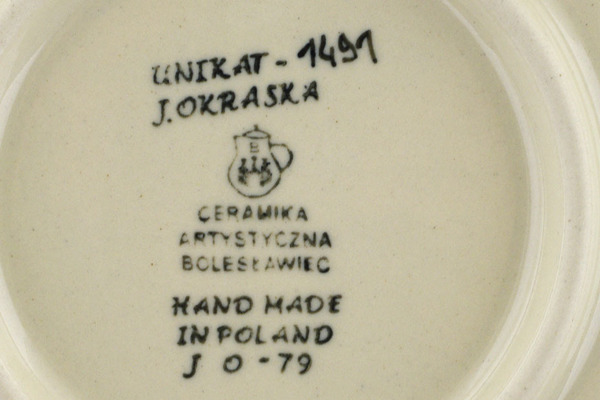 UNIKAT - 1491
J. OKRASKA
B
CERAMIKA
ARTYSTYCZNA
BOLESŁAWIEC
HAND MADE
IN POLAND
J O - 79